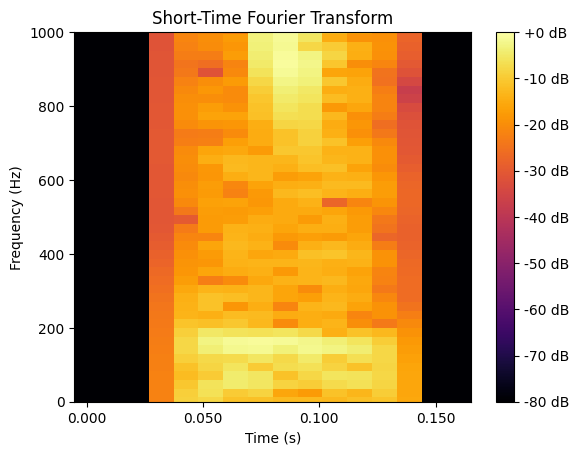 Short-Time Fourier Transform
1000
800
600
400
200
0
Frequency (Hz)
0.000
0.050
0.100
0.150
Time (s)
+0 dB
-10 dB
-20 dB
-30 dB
-40 dB
-50 dB
-60 dB
-70 dB
-80 dB